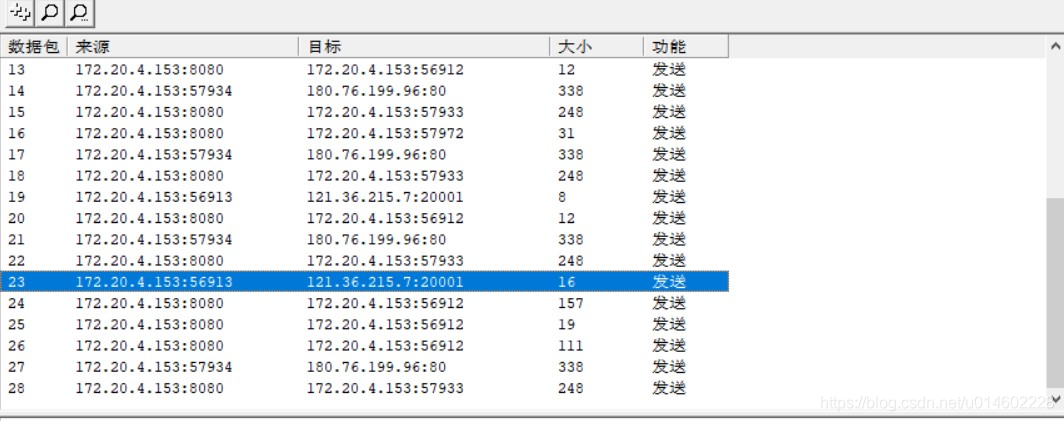 数据包 来源 目标 大小 功能
13 172.20.4.153:8080 172.20.4.153:56912 12 发送
14 172.20.4.153:57934 180.76.199.96:80 338 发送
15 172.20.4.153:8080 172.20.4.153:57933 248 发送
16 172.20.4.153:8080 172.20.4.153:57972 31 发送
17 172.20.4.153:57934 180.76.199.96:80 338 发送
18 172.20.4.153:8080 172.20.4.153:57933 248 发送
19 172.20.4.153:56913 121.36.215.7:20001 8 发送
20 172.20.4.153:8080 172.20.4.153:56912 12 发送
21 172.20.4.153:57934 180.76.199.96:80 338 发送
22 172.20.4.153:8080 172.20.4.153:57933 248 发送
23 172.20.4.153:56913 121.36.215.7:20001 16 发送
24 172.20.4.153:8080 172.20.4.153:56912 157 发送
25 172.20.4.153:8080 172.20.4.153:56912 19 发送
26 172.20.4.153:8080 172.20.4.153:56912 111 发送
27 172.20.4.153:57934 180.76.199.96:80 338 发送
28 172.20.4.153:8080 172.20.4.153:57933 248 发送